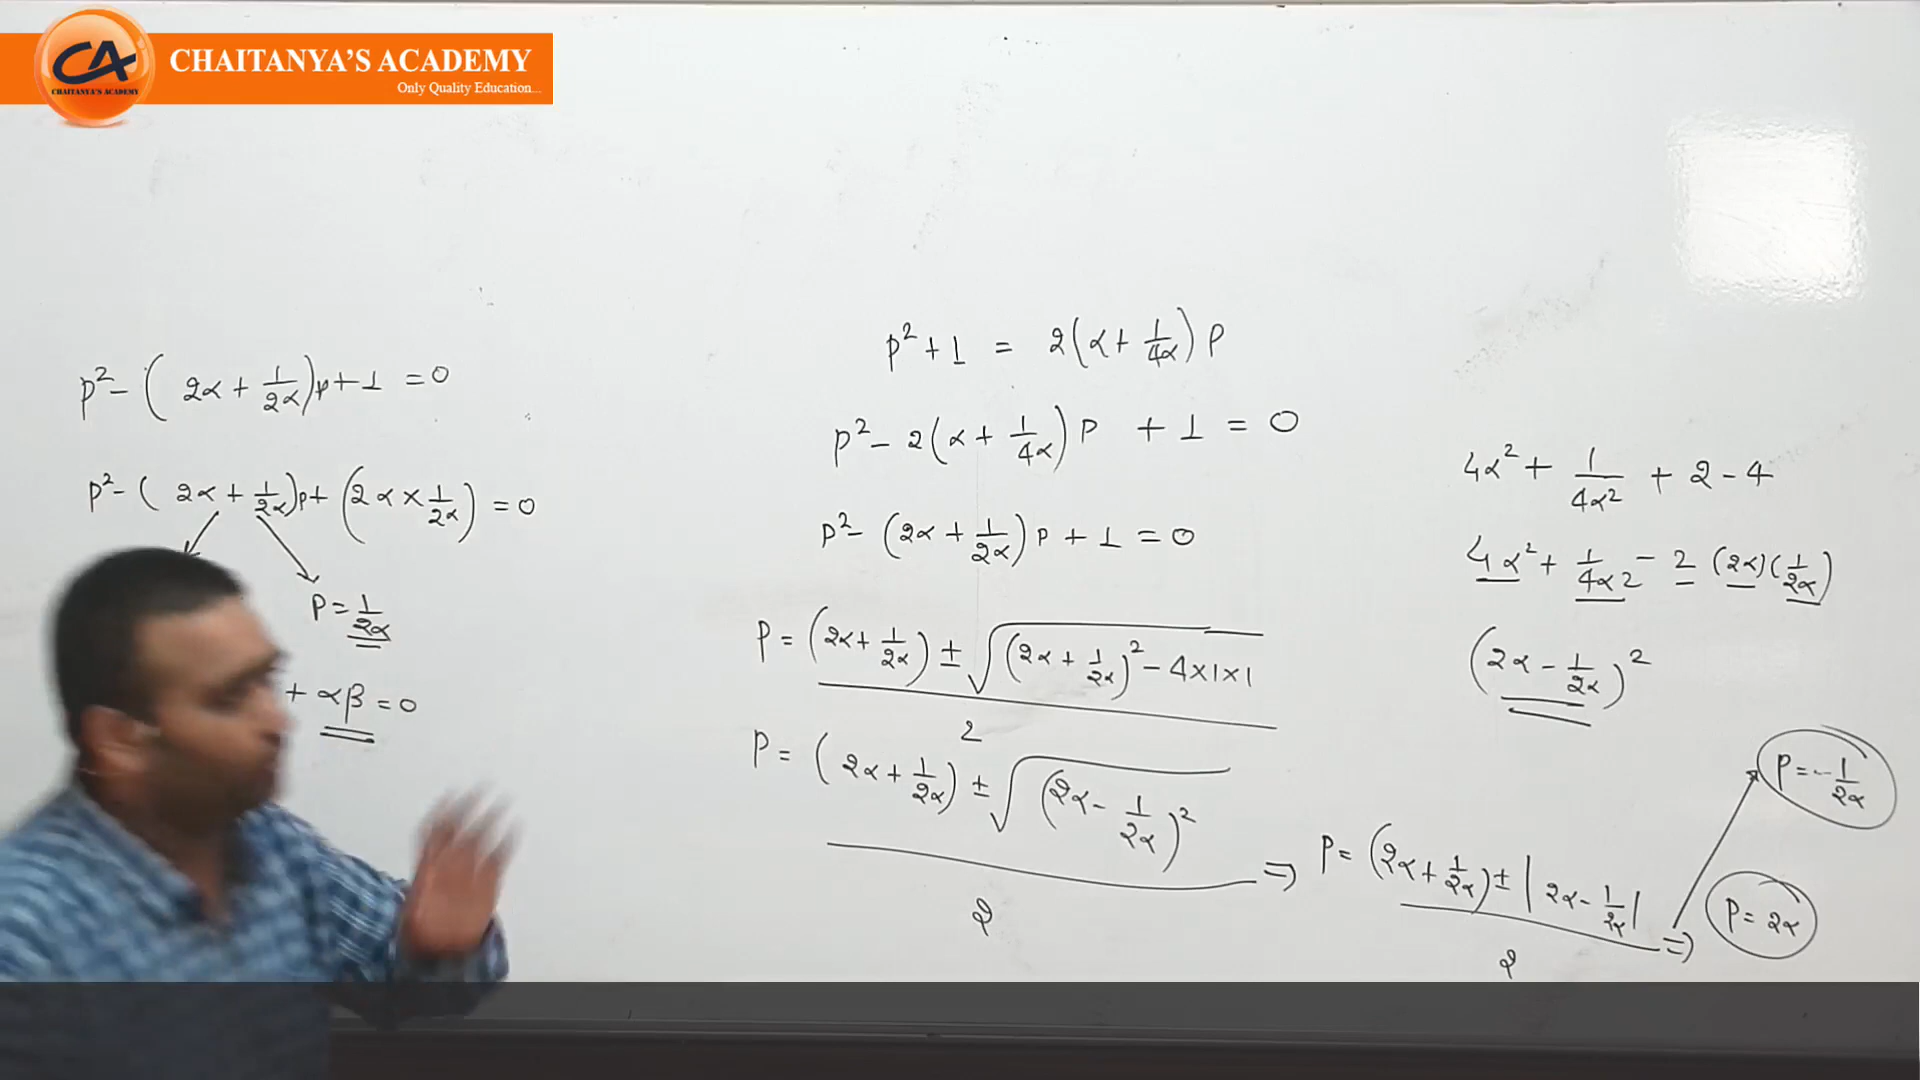 CA
CHAITANYA'S ACADEMY
CHAITANYA'S ACADEMY
Only Quality Education...
p² - (2α + 1/2α)p + 1 = 0
p² - (2α + 1/2α)p + (2α × 1/2α) = 0
P = 1/2α
+ αβ = 0
p² + 1 = 2(α + 1/4α) P
p² - 2(α + 1/4α) P + 1 = 0
p² - (2α + 1/2α) P + 1 = 0
P = (2α + 1/2α) ± √((2α + 1/2α)² - 4×1×1) / 2
P = (2α + 1/2α) ± √((2α - 1/2α)²) / 2
⇒ P = (2α + 1/2α) ± |2α - 1/2α| / 2 ⇒
4α² + 1/4α² + 2 - 4
4α² + 1/4α² - 2 (2α)(1/2α)
(2α - 1/2α)²
P = -1/2α
P = 2α